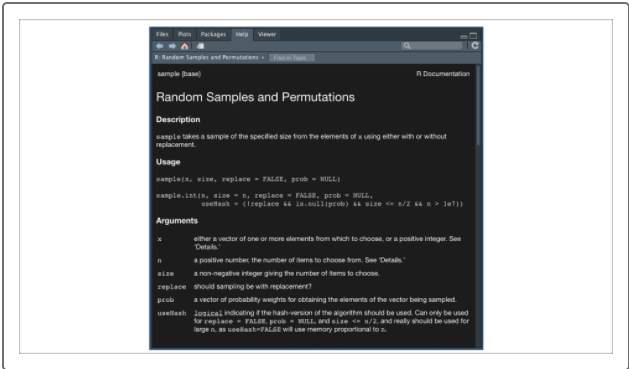 Files Plots Packages Help Viewer
R: Random Samples and Permutations Find in Topic
sample {base} R Documentation
Random Samples and Permutations
Description
sample takes a sample of the specified size from the elements of x using either with or without
replacement.
Usage
sample(x, size, replace = FALSE, prob = NULL)
sample.int(n, size = n, replace = FALSE, prob = NULL,
useHash = (!replace && is.null(prob) && size <= n/2 && n > 1e7))
Arguments
x either a vector of one or more elements from which to choose, or a positive integer. See
‘Details.’
n a positive number, the number of items to choose from. See ‘Details.’
size a non-negative integer giving the number of items to choose.
replace should sampling be with replacement?
prob a vector of probability weights for obtaining the elements of the vector being sampled.
useHash logical indicating if the hash-version of the algorithm should be used. Can only be used
for replace = FALSE, prob = NULL, and size <= n/2, and really should be used for
large n, as useHash=FALSE will use memory proportional to n.